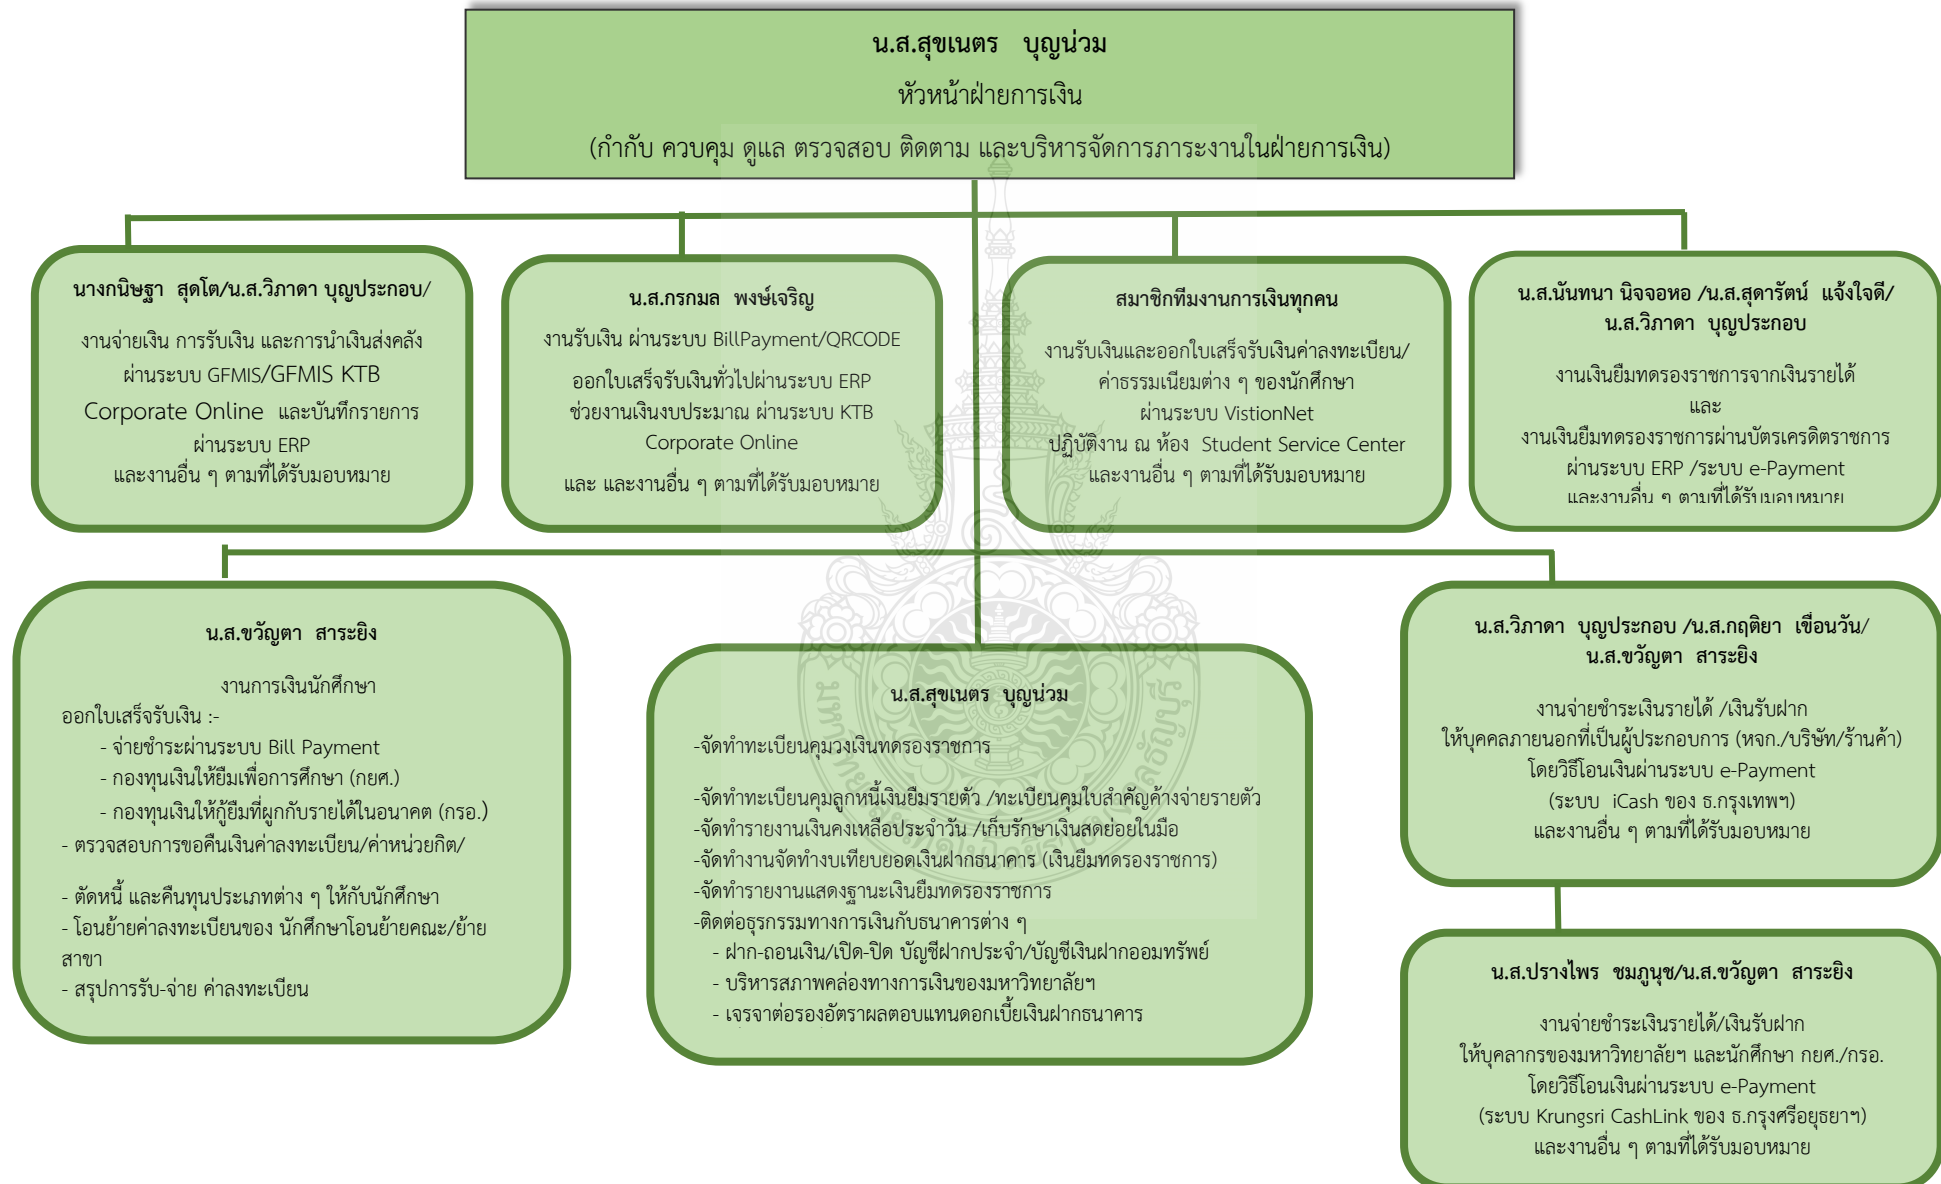 น.ส.สุขเนตร บุญน่วม
หัวหน้าฝ่ายการเงิน
(กำกับ ควบคุม ดูแล ตรวจสอบ ติดตาม และบริหารจัดการภาระงานในฝ่ายการเงิน)
นางกนิษฐา สุดโต/น.ส.วิภาดา บุญประกอบ/
งานจ่ายเงิน การรับเงิน และการนำเงินส่งคลัง
ผ่านระบบ GFMIS/GFMIS KTB
Corporate Online และบันทึกรายการ
ผ่านระบบ ERP
และงานอื่น ๆ ตามที่ได้รับมอบหมาย
น.ส.กรกมล พงษ์เจริญ
งานรับเงิน ผ่านระบบ BillPayment/QRCODE
ออกใบเสร็จรับเงินทั่วไปผ่านระบบ ERP
ช่วยงานเงินงบประมาณ ผ่านระบบ KTB
Corporate Online
และ และงานอื่น ๆ ตามที่ได้รับมอบหมาย
สมาชิกทีมงานการเงินทุกคน
งานรับเงินและออกใบเสร็จรับเงินค่าลงทะเบียน/
ค่าธรรมเนียมต่าง ๆ ของนักศึกษา
ผ่านระบบ VistionNet
ปฏิบัติงาน ณ ห้อง Student Service Center
และงานอื่น ๆ ตามที่ได้รับมอบหมาย
น.ส.นันทนา นิจจอหอ /น.ส.สุดารัตน์ แจ้งใจดี/
น.ส.วิภาดา บุญประกอบ
งานเงินยืมทดรองราชการจากเงินรายได้
และ
งานเงินยืมทดรองราชการผ่านบัตรเครดิตราชการ
ผ่านระบบ ERP /ระบบ e-Payment
และงานอื่น ๆ ตามที่ได้รับมอบหมาย
น.ส.ขวัญตา สาระยิง
งานการเงินนักศึกษา
ออกใบเสร็จรับเงิน :-
- จ่ายชำระผ่านระบบ Bill Payment
- กองทุนเงินให้ยืมเพื่อการศึกษา (กยศ.)
- กองทุนเงินให้กู้ยืมที่ผูกกับรายได้ในอนาคต (กรอ.)
- ตรวจสอบการขอคืนเงินค่าลงทะเบียน/ค่าหน่วยกิต/
- ตัดหนี้ และคืนทุนประเภทต่าง ๆ ให้กับนักศึกษา
- โอนย้ายค่าลงทะเบียนของ นักศึกษาโอนย้ายคณะ/ย้าย
สาขา
- สรุปการรับ-จ่าย ค่าลงทะเบียน
น.ส.สุขเนตร บุญน่วม
-จัดทำทะเบียนคุมวงเงินทดรองราชการ
-จัดทำทะเบียนคุมลูกหนี้เงินยืมรายตัว /ทะเบียนคุมใบสำคัญค้างจ่ายรายตัว
-จัดทำรายงานเงินคงเหลือประจำวัน /เก็บรักษาเงินสดย่อยในมือ
-จัดทำงานจัดทำงบเทียบยอดเงินฝากธนาคาร (เงินยืมทดรองราชการ)
-จัดทำรายงานแสดงฐานะเงินยืมทดรองราชการ
-ติดต่อธุรกรรมทางการเงินกับธนาคารต่าง ๆ
- ฝาก-ถอนเงิน/เปิด-ปิด บัญชีฝากประจำ/บัญชีเงินฝากออมทรัพย์
- บริหารสภาพคล่องทางการเงินของมหาวิทยาลัยฯ
- เจรจาต่อรองอัตราผลตอบแทนดอกเบี้ยเงินฝากธนาคาร
น.ส.วิภาดา บุญประกอบ /น.ส.กฤติยา เขื่อนวัน/
น.ส.ขวัญตา สาระยิง
งานจ่ายชำระเงินรายได้ /เงินรับฝาก
ให้บุคคลภายนอกที่เป็นผู้ประกอบการ (หจก./บริษัท/ร้านค้า)
โดยวิธีโอนเงินผ่านระบบ e-Payment
(ระบบ iCash ของ ธ.กรุงเทพฯ)
และงานอื่น ๆ ตามที่ได้รับมอบหมาย
น.ส.ปรางไพร ชมภูนุช/น.ส.ขวัญตา สาระยิง
งานจ่ายชำระเงินรายได้/เงินรับฝาก
ให้บุคลากรของมหาวิทยาลัยฯ และนักศึกษา กยศ./กรอ.
โดยวิธีโอนเงินผ่านระบบ e-Payment
(ระบบ Krungsri CashLink ของ ธ.กรุงศรีอยุธยาฯ)
และงานอื่น ๆ ตามที่ได้รับมอบหมาย
มหาวิทยาลัยเทคโนโลยีราชมงคลธัญบุรี